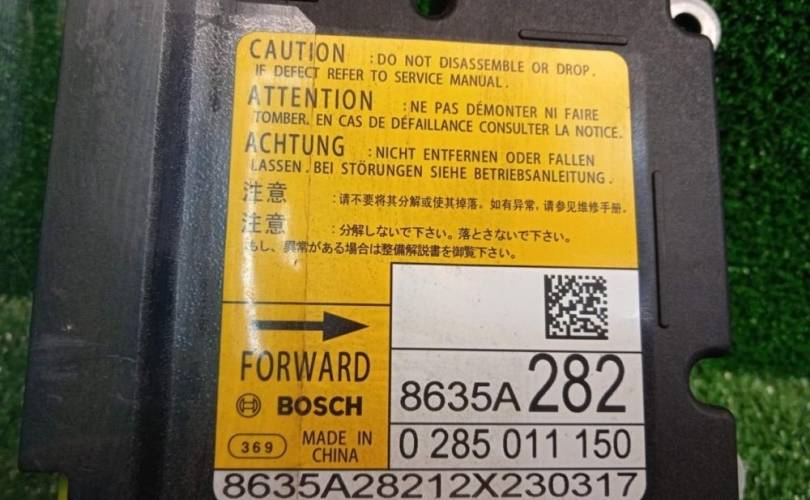 CAUTION : DO NOT DISASSEMBLE OR DROP.
IF DEFECT REFER TO SERVICE MANUAL.
ATTENTION : NE PAS DÉMONTER NI FAIRE
TOMBER. EN CAS DE DÉFAILLANCE CONSULTER LA NOTICE.
ACHTUNG : NICHT ENTFERNEN ODER FALLEN
LASSEN. BEI STÖRUNGEN SIEHE BETRIEBSANLEITUNG.
注意 : 请不要将其分解或使其掉落。如有异常,请参见维修手册。
注意 : 分解しないで下さい。落とさないで下さい。
もし、異常がある場合は整備解説書を御覧下さい。
FORWARD
8635A 282
BOSCH
0 285 011 150
369 MADE IN
CHINA
8635A28212X230317